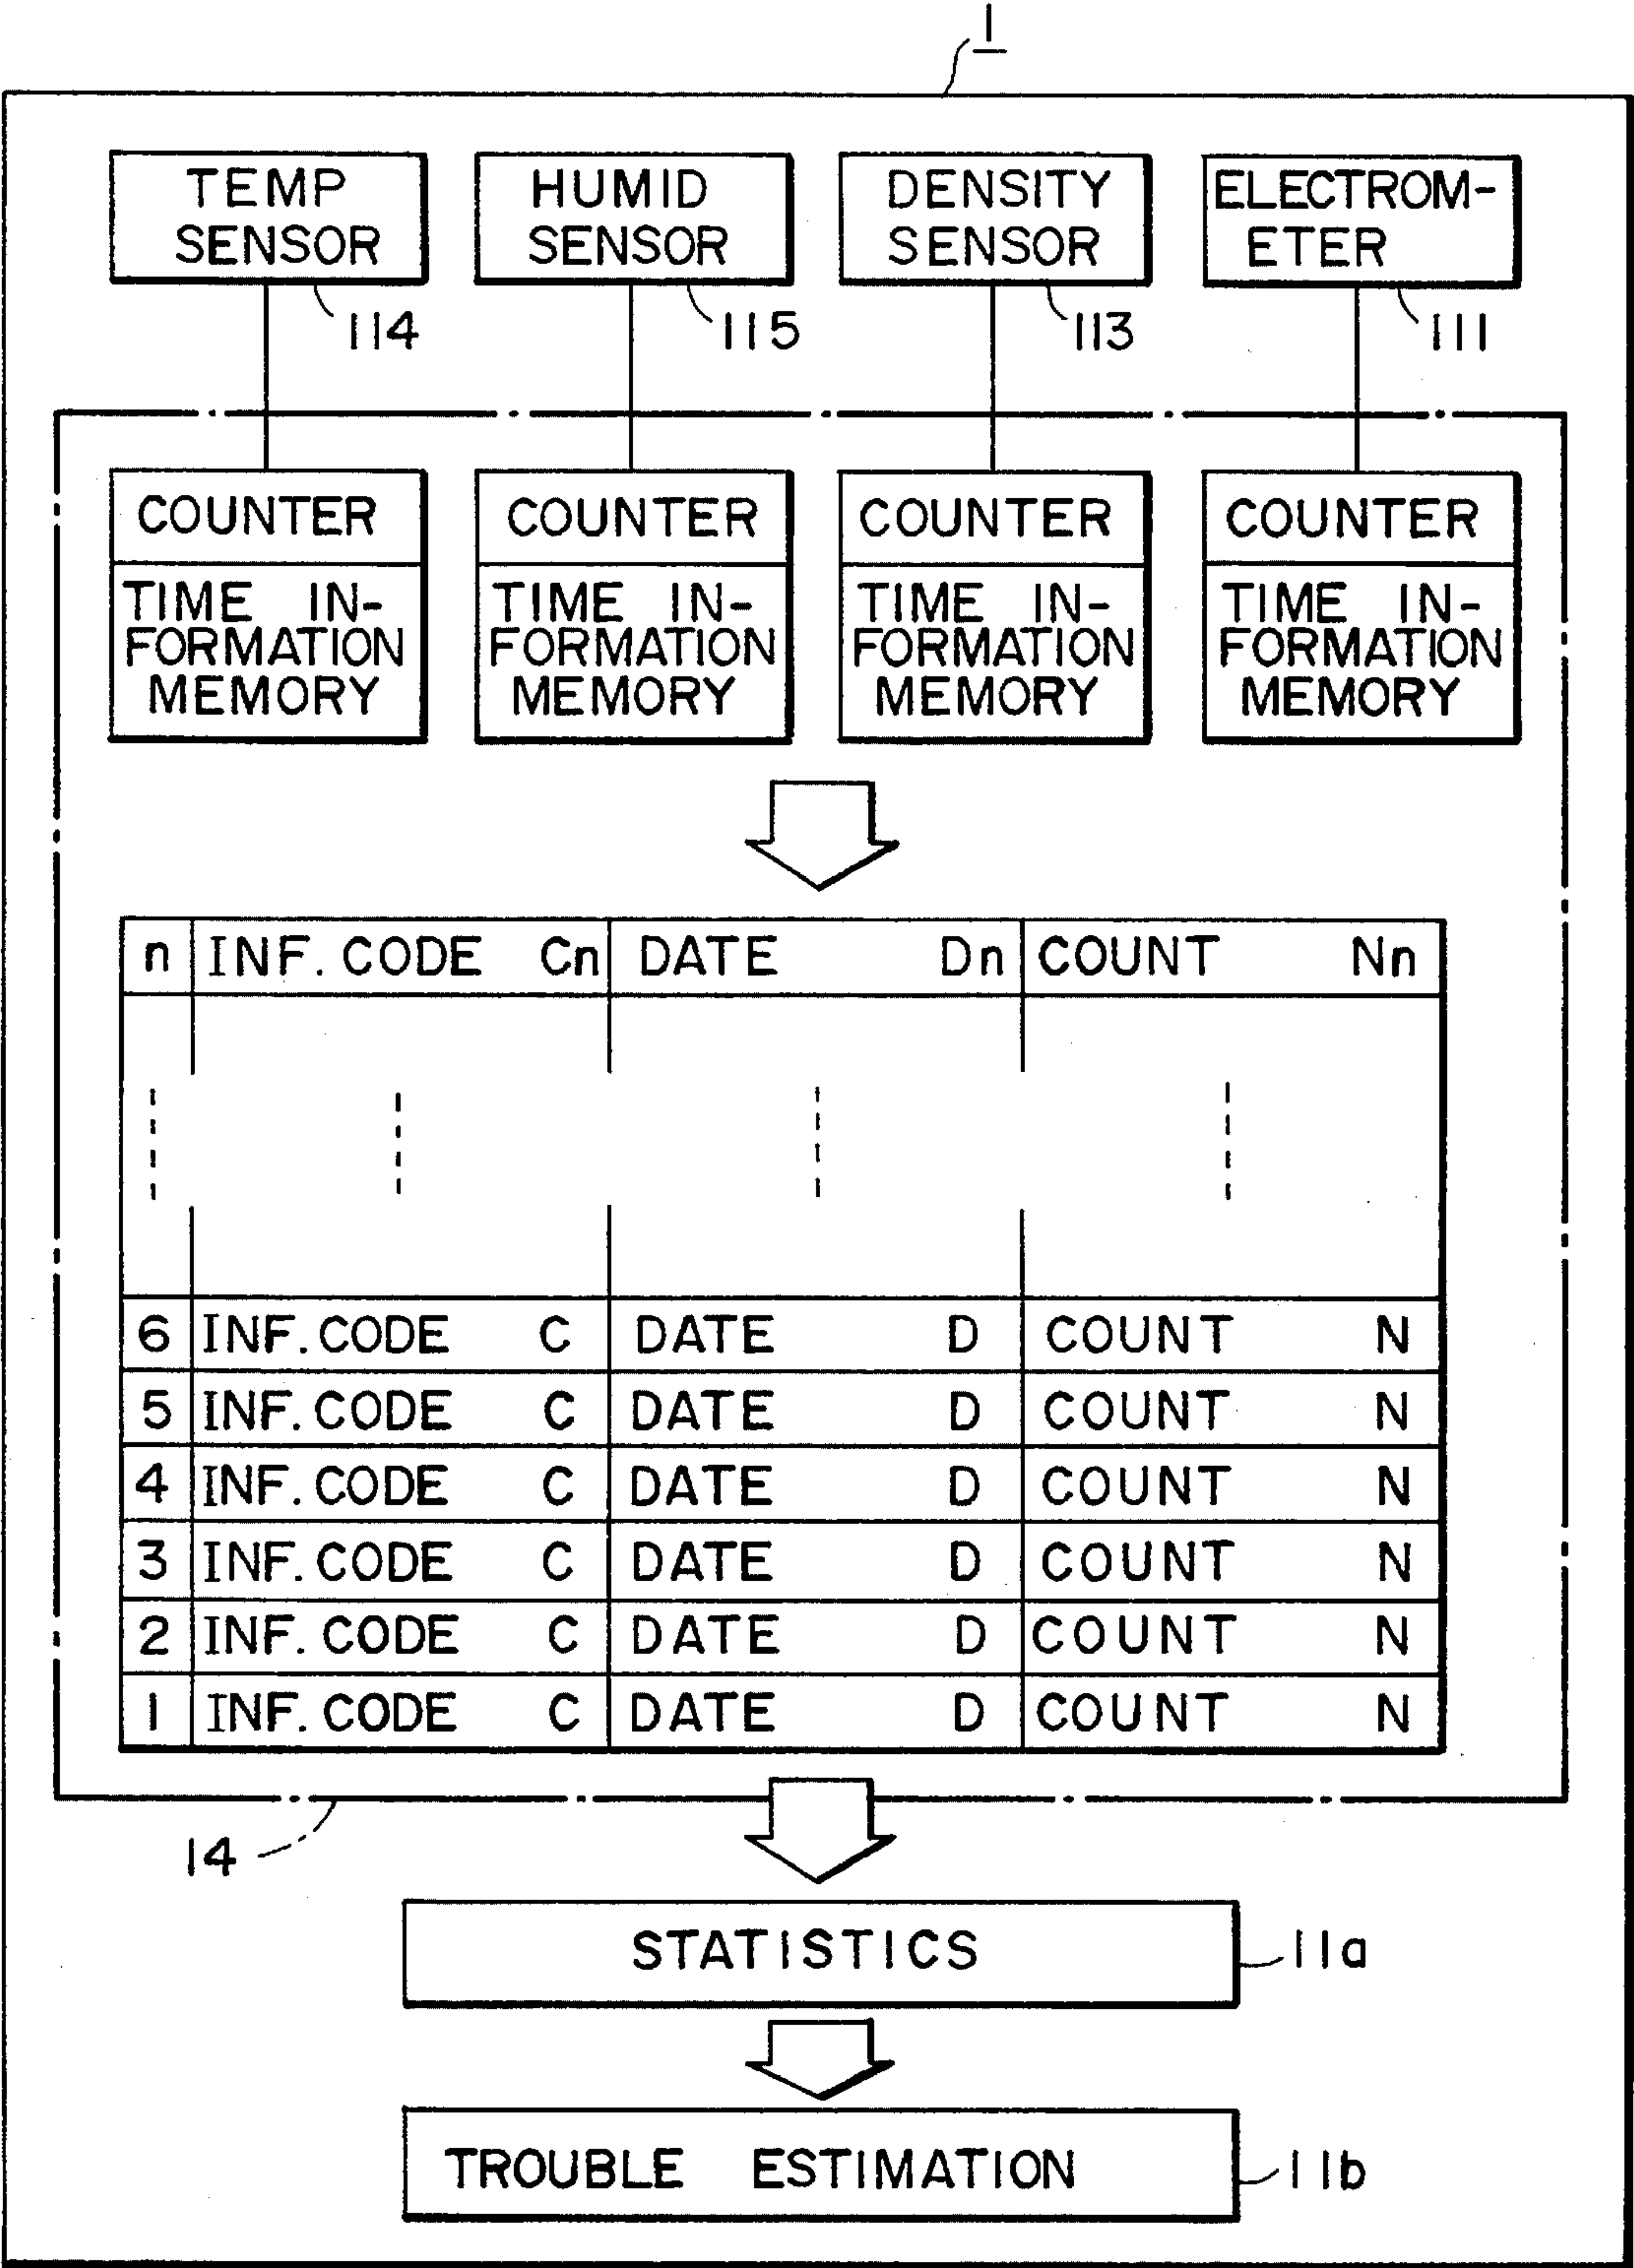 1
TEMP
SENSOR
HUMID
SENSOR
DENSITY
SENSOR
ELECTROM-
ETER
114
115
113
111
COUNTER
TIME IN-
FORMATION
MEMORY
COUNTER
TIME IN-
FORMATION
MEMORY
COUNTER
TIME IN-
FORMATION
MEMORY
COUNTER
TIME IN-
FORMATION
MEMORY
n INF. CODE Cn DATE Dn COUNT Nn
6 INF. CODE C DATE D COUNT N
5 INF. CODE C DATE D COUNT N
4 INF. CODE C DATE D COUNT N
3 INF. CODE C DATE D COUNT N
2 INF. CODE C DATE D COUNT N
1 INF. CODE C DATE D COUNT N
14
STATISTICS
11a
TROUBLE ESTIMATION
11b